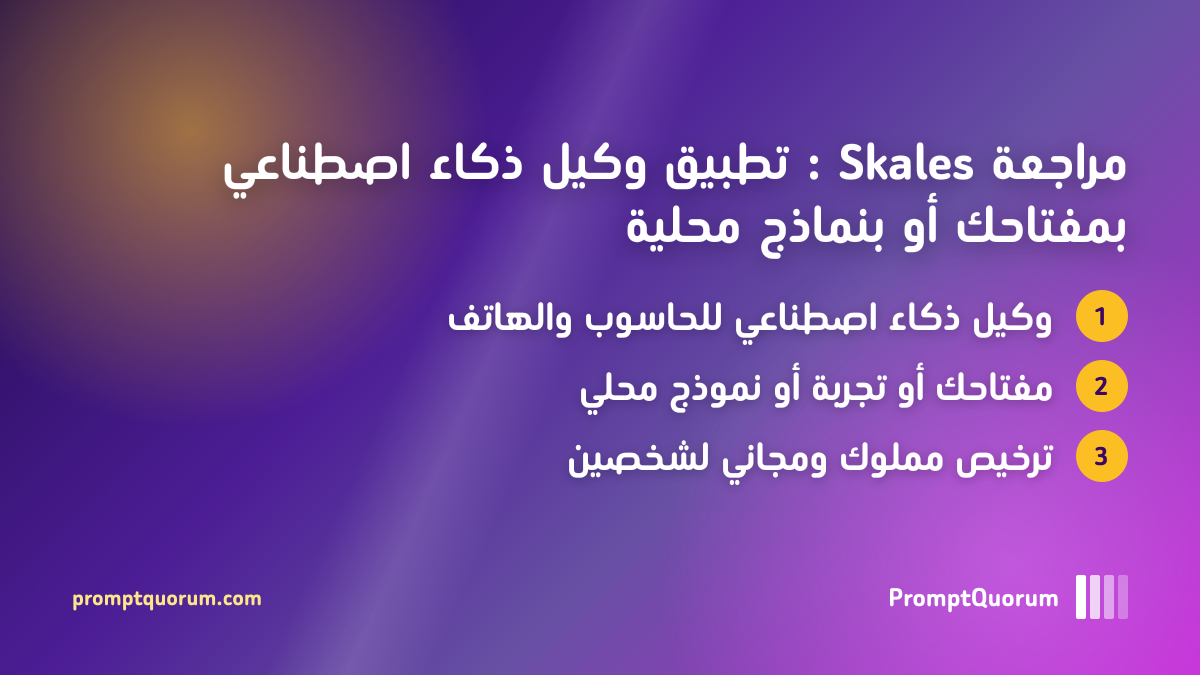 مراجعة Skales : تطبيق وكيل ذكاء اصطناعي
بمفتاحك أو بنماذج محلية
1 وكيل ذكاء اصطناعي للحاسوب والهاتف
2 مفتاحك أو تجربة أو نموذج محلي
3 ترخيص مملوك ومجاني لشخصين
PromptQuorum
promptquorum.com